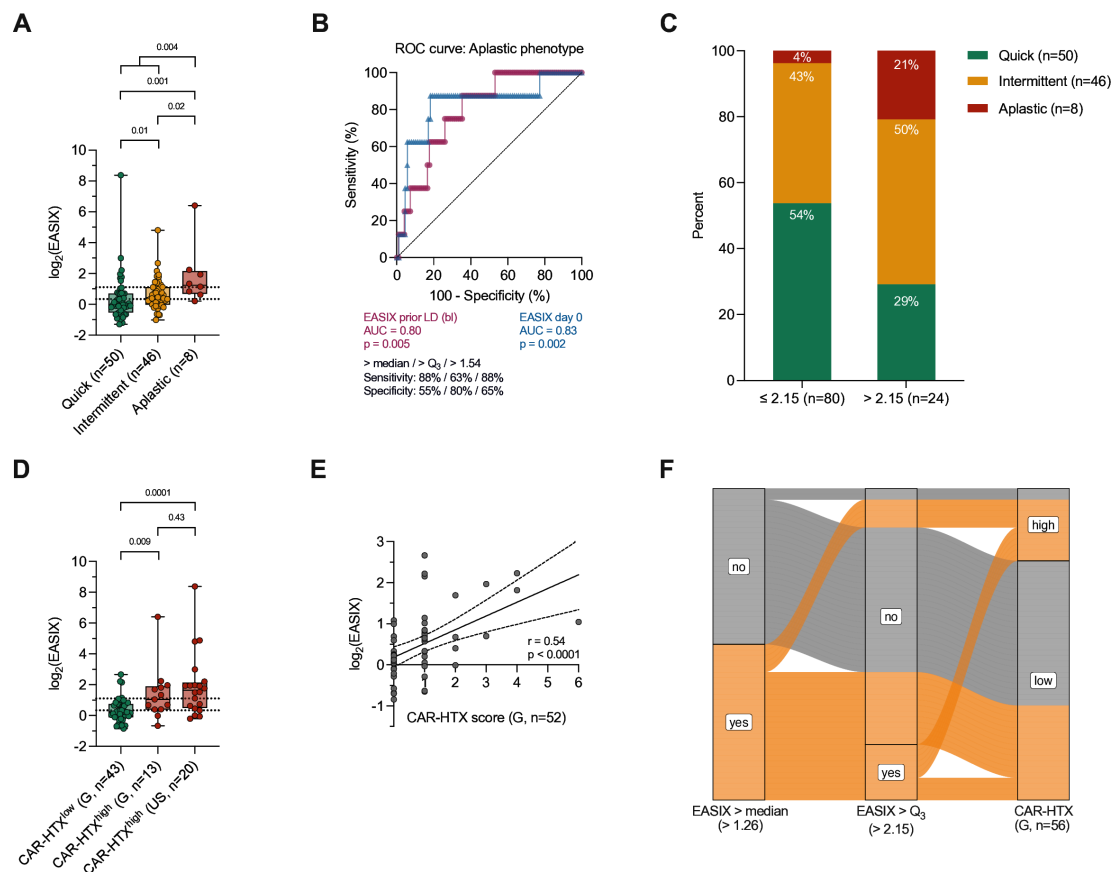 A
0.004
0.001
0.02
0.01
10
8
6
4
2
0
-2
log2(EASIX)
Quick (n=50)
Intermittent (n=46)
Aplastic (n=8)
B
ROC curve: Aplastic phenotype
100
80
60
40
20
0
Sensitivity (%)
0 20 40 60 80 100
100 - Specificity (%)
EASIX prior LD (bl)
AUC = 0.80
p = 0.005
EASIX day 0
AUC = 0.83
p = 0.002
> median / > Q3 / > 1.54
Sensitivity: 88% / 63% / 88%
Specificity: 55% / 80% / 65%
C
100
80
60
40
20
0
Percent
4%
43%
54%
21%
50%
29%
≤ 2.15 (n=80) > 2.15 (n=24)
Quick (n=50)
Intermittent (n=46)
Aplastic (n=8)
D
0.0001
0.43
0.009
10
8
6
4
2
0
-2
log2(EASIX)
CAR-HTXlow (G, n=43)
CAR-HTXhigh (G, n=13)
CAR-HTXhigh (US, n=20)
E
3
2
1
0
-1
log2(EASIX)
r = 0.54
p < 0.0001
1 2 3 4 5 6
CAR-HTX score (G, n=52)
F
no
yes
no
yes
high
low
EASIX > median
(> 1.26)
EASIX > Q3
(> 2.15)
CAR-HTX
(G, n=56)